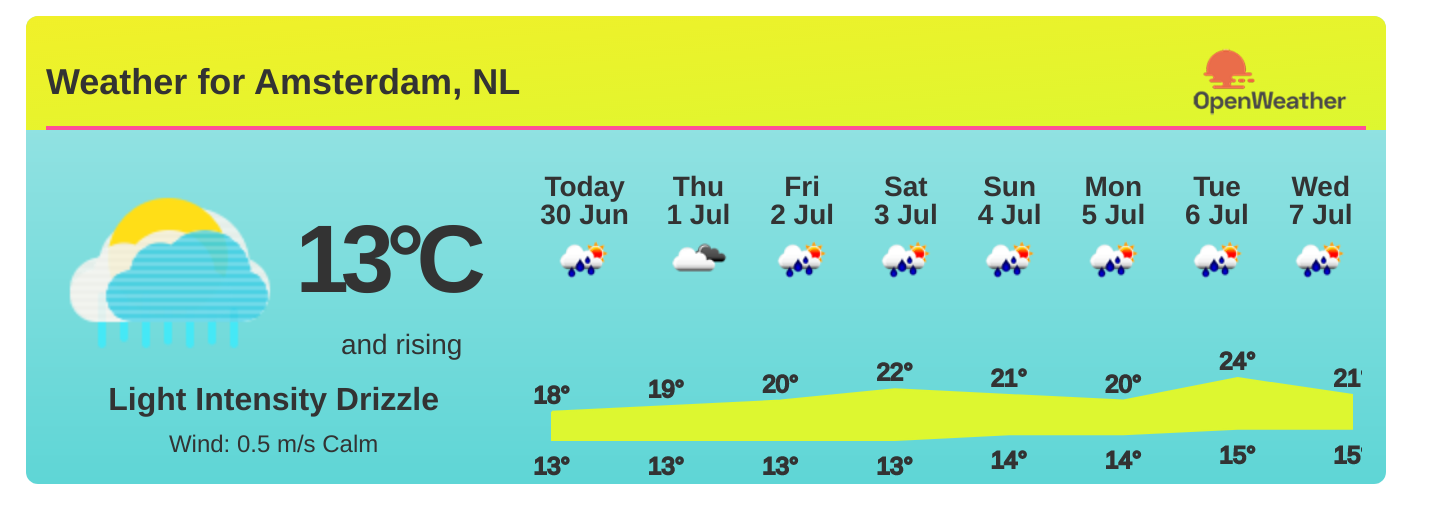 Weather for Amsterdam, NL
OpenWeather
13°C
and rising
Light Intensity Drizzle
Wind: 0.5 m/s Calm
Today Thu Fri Sat Sun Mon Tue Wed
30 Jun 1 Jul 2 Jul 3 Jul 4 Jul 5 Jul 6 Jul 7 Jul
18° 19° 20° 22° 21° 20° 24° 21°
13° 13° 13° 13° 14° 14° 15° 15°